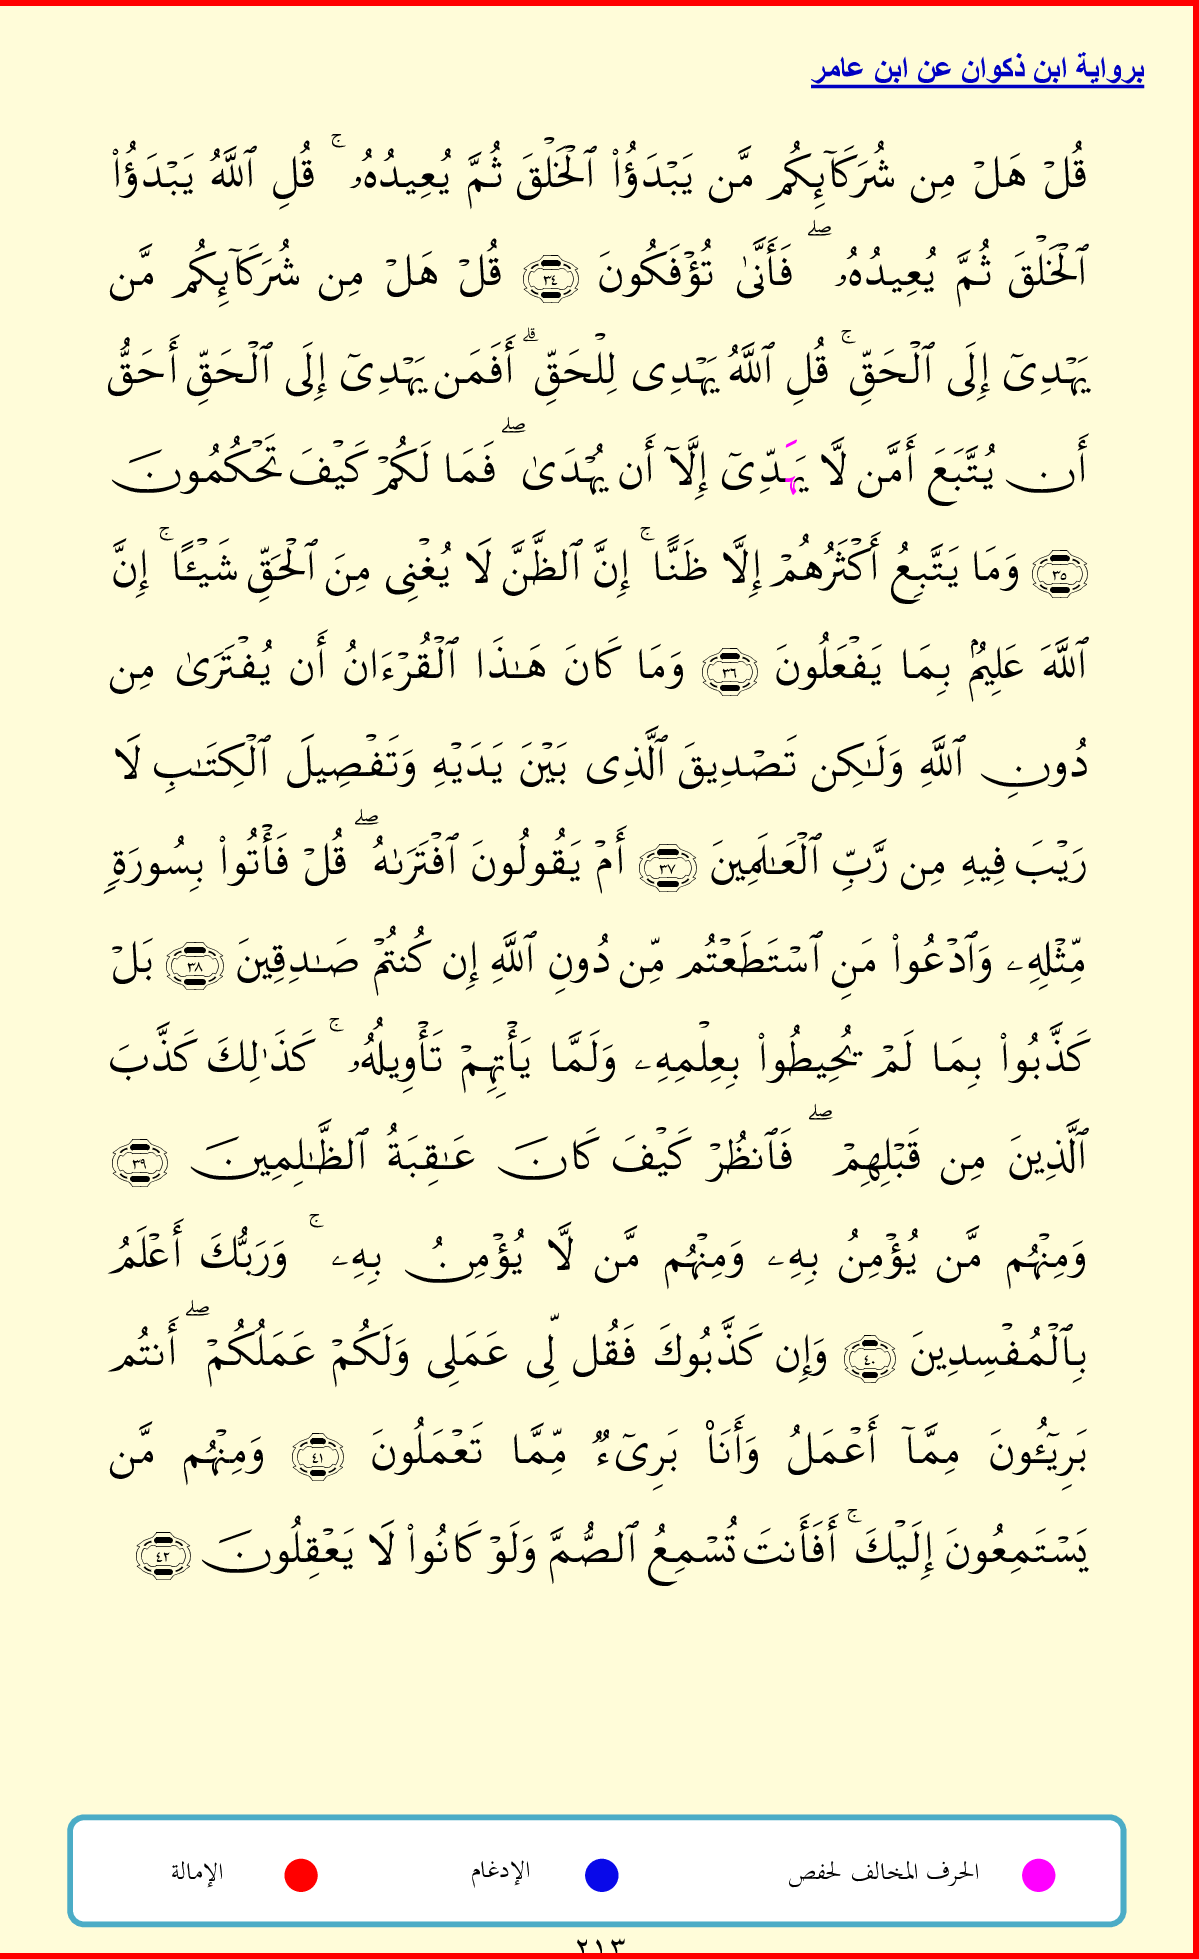 برواية ابن ذكوان عن ابن عامر
قُلۡ هَلۡ مِن شُرَكَآئِكُم مَّن يَبۡدَؤُاْ ٱلۡخَلۡقَ ثُمَّ يُعِيدُهُۥ ۚ قُلِ ٱللَّهُ يَبۡدَؤُاْ
ٱلۡخَلۡقَ ثُمَّ يُعِيدُهُۥ ۖ فَأَنَّىٰ تُؤۡفَكُونَ ٣٤ قُلۡ هَلۡ مِن شُرَكَآئِكُم مَّن
يَهۡدِيٓ إِلَى ٱلۡحَقِّ ۚ قُلِ ٱللَّهُ يَهۡدِي لِلۡحَقِّ ۗ أَفَمَن يَهۡدِيٓ إِلَى ٱلۡحَقِّ أَحَقُّ
أَن يُتَّبَعَ أَمَّن لَّا يَهَدِّيٓ إِلَّآ أَن يُهۡدَىٰ ۖ فَمَا لَكُمۡ كَيۡفَ تَحۡكُمُونَ
٣٥ وَمَا يَتَّبِعُ أَكۡثَرُهُمۡ إِلَّا ظَنًّا ۚ إِنَّ ٱلظَّنَّ لَا يُغۡنِي مِنَ ٱلۡحَقِّ شَيۡـًٔا ۚ إِنَّ
ٱللَّهَ عَلِيمُۢ بِمَا يَفۡعَلُونَ ٣٦ وَمَا كَانَ هَـٰذَا ٱلۡقُرۡءَانُ أَن يُفۡتَرَىٰ مِن
دُونِ ٱللَّهِ وَلَـٰكِن تَصۡدِيقَ ٱلَّذِي بَيۡنَ يَدَيۡهِ وَتَفۡصِيلَ ٱلۡكِتَـٰبِ لَا
رَيۡبَ فِيهِ مِن رَّبِّ ٱلۡعَـٰلَمِينَ ٣٧ أَمۡ يَقُولُونَ ٱفۡتَرَىٰهُ ۖ قُلۡ فَأۡتُواْ بِسُورَةٖ
مِّثۡلِهِۦ وَٱدۡعُواْ مَنِ ٱسۡتَطَعۡتُم مِّن دُونِ ٱللَّهِ إِن كُنتُمۡ صَـٰدِقِينَ ٣٨ بَلۡ
كَذَّبُواْ بِمَا لَمۡ يُحِيطُواْ بِعِلۡمِهِۦ وَلَمَّا يَأۡتِهِمۡ تَأۡوِيلُهُۥ ۚ كَذَٰلِكَ كَذَّبَ
ٱلَّذِينَ مِن قَبۡلِهِمۡ ۖ فَٱنظُرۡ كَيۡفَ كَانَ عَـٰقِبَةُ ٱلظَّـٰلِمِينَ ٣٩
وَمِنۡهُم مَّن يُؤۡمِنُ بِهِۦ وَمِنۡهُم مَّن لَّا يُؤۡمِنُ بِهِۦ ۚ وَرَبُّكَ أَعۡلَمُ
بِٱلۡمُفۡسِدِينَ ٤٠ وَإِن كَذَّبُوكَ فَقُل لِّي عَمَلِي وَلَكُمۡ عَمَلُكُمۡ ۖ أَنتُم
بَرِيٓـُٔونَ مِمَّآ أَعۡمَلُ وَأَنَا۠ بَرِيٓءٞ مِّمَّا تَعۡمَلُونَ ٤١ وَمِنۡهُم مَّن
يَسۡتَمِعُونَ إِلَيۡكَ ۚ أَفَأَنتَ تُسۡمِعُ ٱلصُّمَّ وَلَوۡ كَانُواْ لَا يَعۡقِلُونَ ٤٢
الحرف المخالف لحفص الإدغام الإمالة
٢١٣